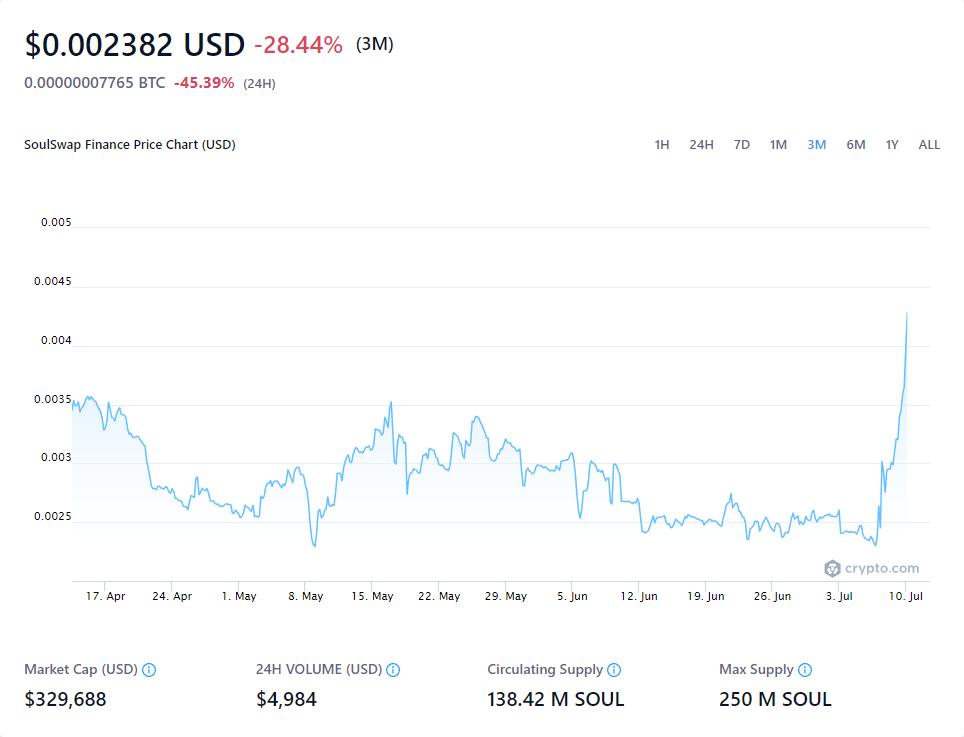 $0.002382 USD -28.44% (3M)
0.00000007765 BTC -45.39% (24H)
SoulSwap Finance Price Chart (USD) 1H 24H 7D 1M 3M 6M 1Y ALL
0.005
0.0045
0.004
0.0035
0.003
0.0025
crypto.com
17. Apr 24. Apr 1. May 8. May 15. May 22. May 29. May 5. Jun 12. Jun 19. Jun 26. Jun 3. Jul 10. Jul
Market Cap (USD) 24H VOLUME (USD) Circulating Supply Max Supply
$329,688 $4,984 138.42 M SOUL 250 M SOUL